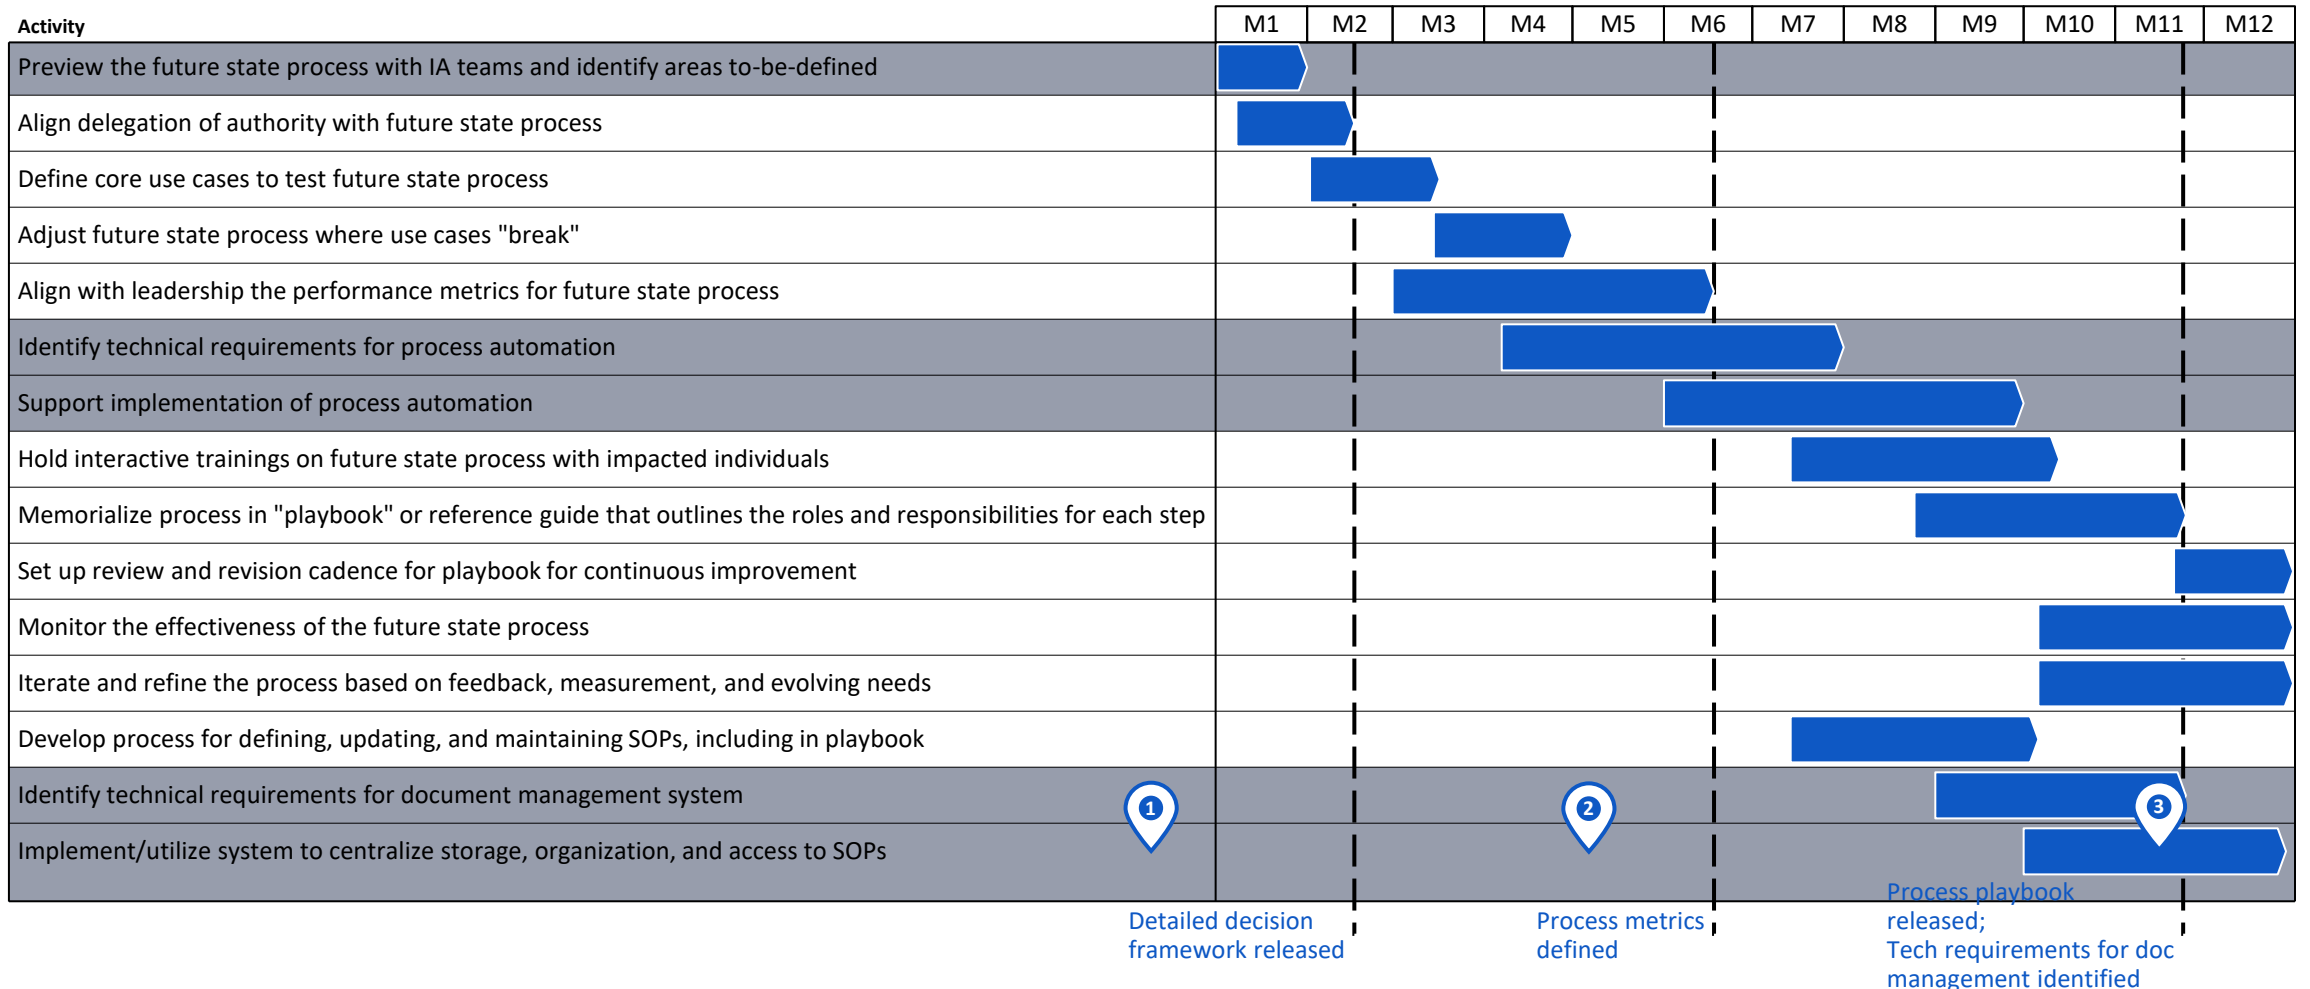 Activity M1 M2 M3 M4 M5 M6 M7 M8 M9 M10 M11 M12
Preview the future state process with IA teams and identify areas to-be-defined
Align delegation of authority with future state process
Define core use cases to test future state process
Adjust future state process where use cases "break"
Align with leadership the performance metrics for future state process
Identify technical requirements for process automation
Support implementation of process automation
Hold interactive trainings on future state process with impacted individuals
Memorialize process in "playbook" or reference guide that outlines the roles and responsibilities for each step
Set up review and revision cadence for playbook for continuous improvement
Monitor the effectiveness of the future state process
Iterate and refine the process based on feedback, measurement, and evolving needs
Develop process for defining, updating, and maintaining SOPs, including in playbook
Identify technical requirements for document management system
1 2 3
Implement/utilize system to centralize storage, organization, and access to SOPs
Detailed decision
framework released
Process metrics
defined
Process playbook
released;
Tech requirements for doc
management identified